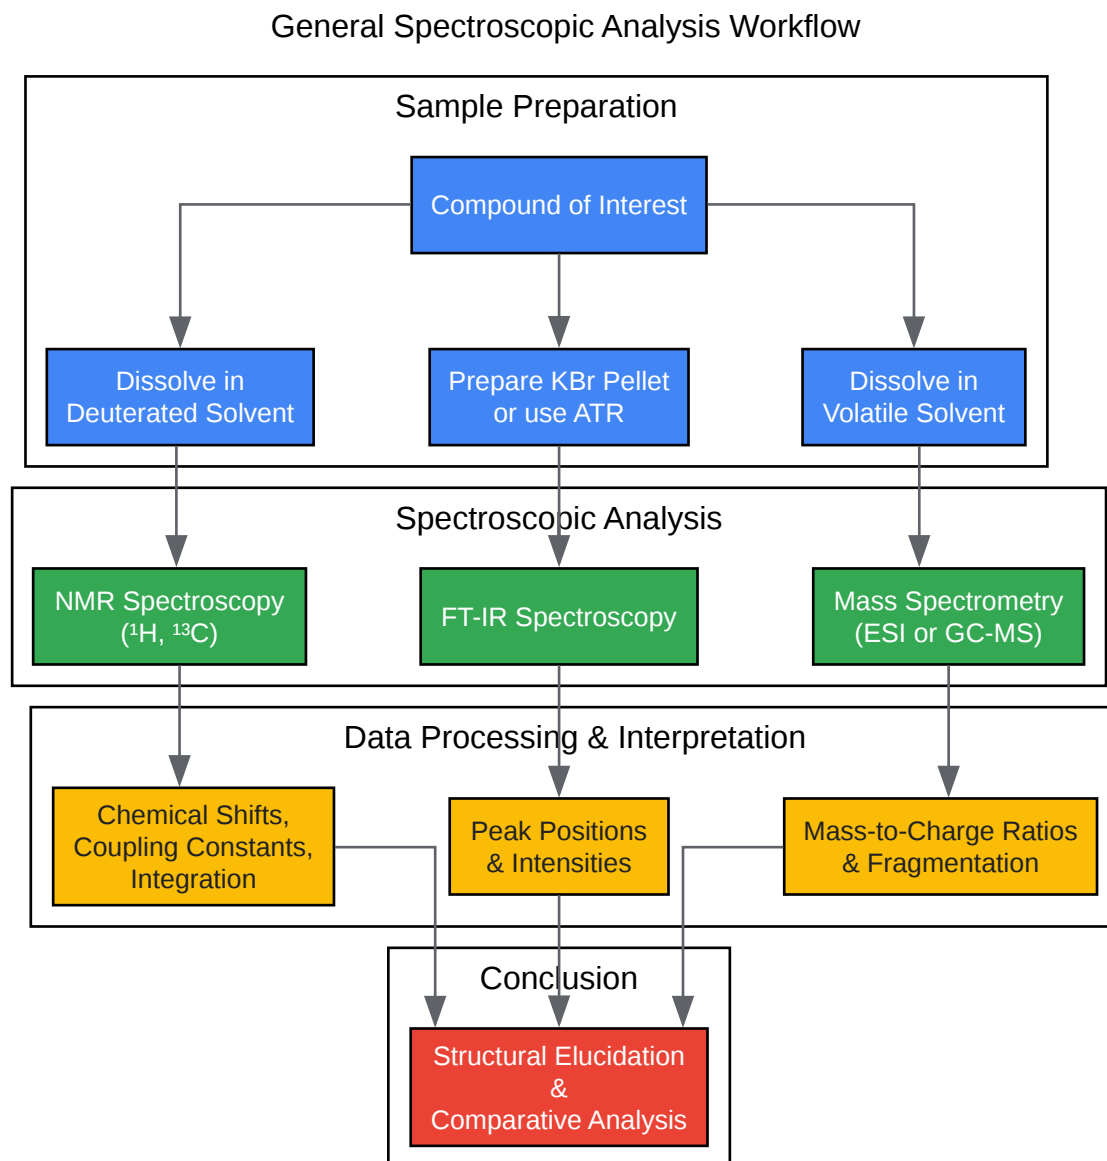 General Spectroscopic Analysis Workflow
Sample Preparation
Compound of Interest
Dissolve in
Deuterated Solvent
Prepare KBr Pellet
or use ATR
Dissolve in
Volatile Solvent
Spectroscopic Analysis
NMR Spectroscopy
(¹H, ¹³C)
FT-IR Spectroscopy
Mass Spectrometry
(ESI or GC-MS)
Data Processing & Interpretation
Chemical Shifts,
Coupling Constants,
Integration
Peak Positions
& Intensities
Mass-to-Charge Ratios
& Fragmentation
Conclusion
Structural Elucidation
&
Comparative Analysis